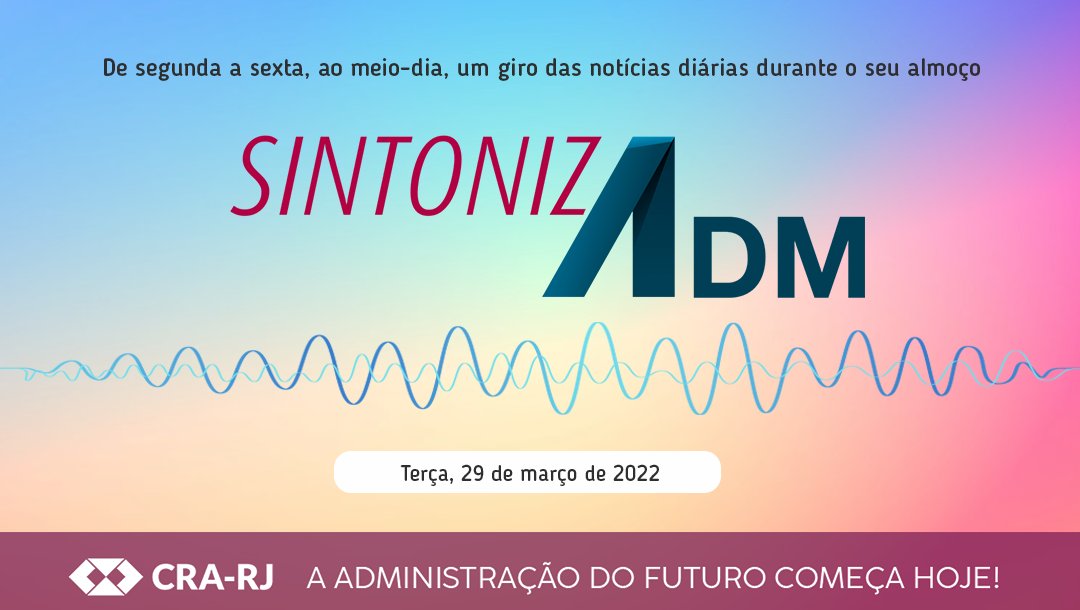 De segunda a sexta, ao meio-dia, um giro das notícias diárias durante o seu almoço
SINTONIZ
ADM
Terça, 29 de março de 2022
CRA-RJ A ADMINISTRAÇÃO DO FUTURO COMEÇA HOJE!